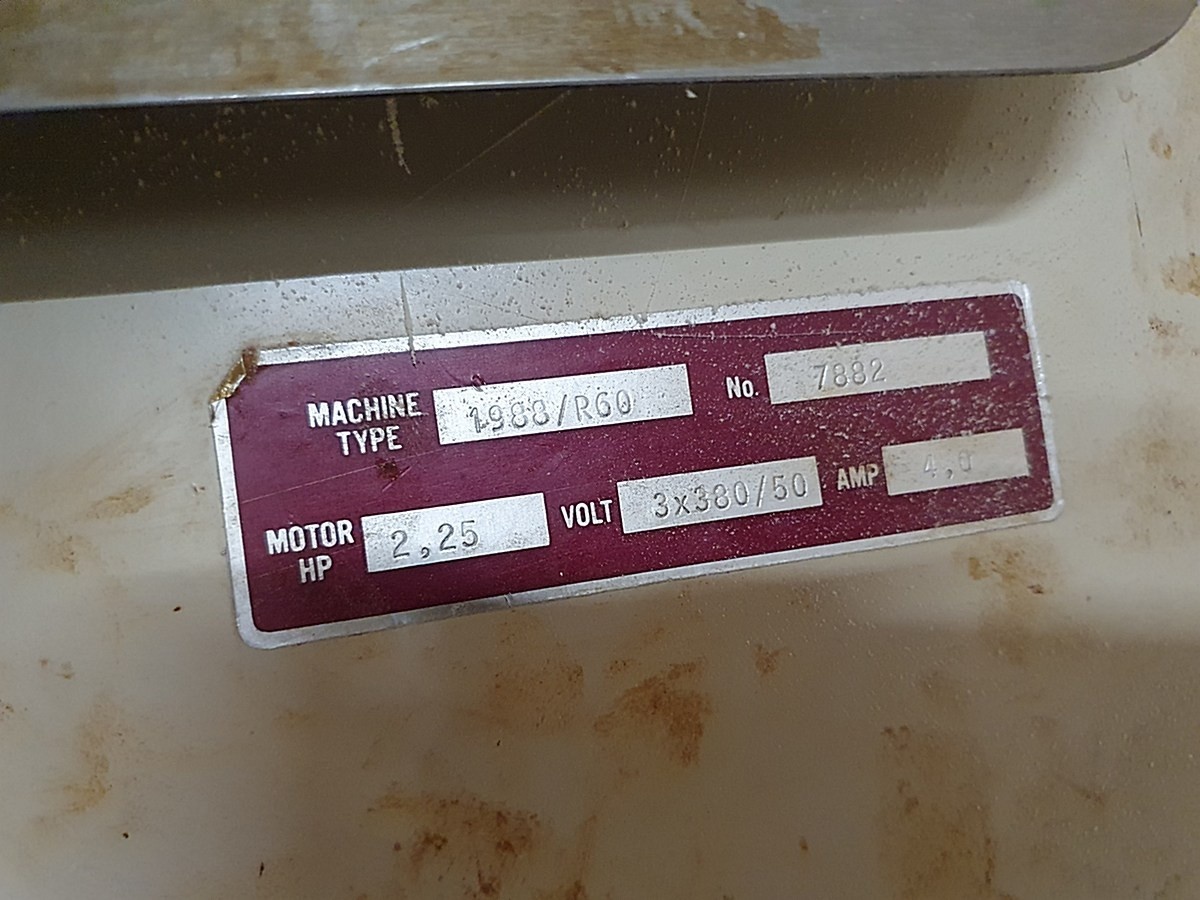 MACHINE TYPE 1988/R60 No. 7882
MOTOR HP 2,25 VOLT 3x380/50 AMP 4,0